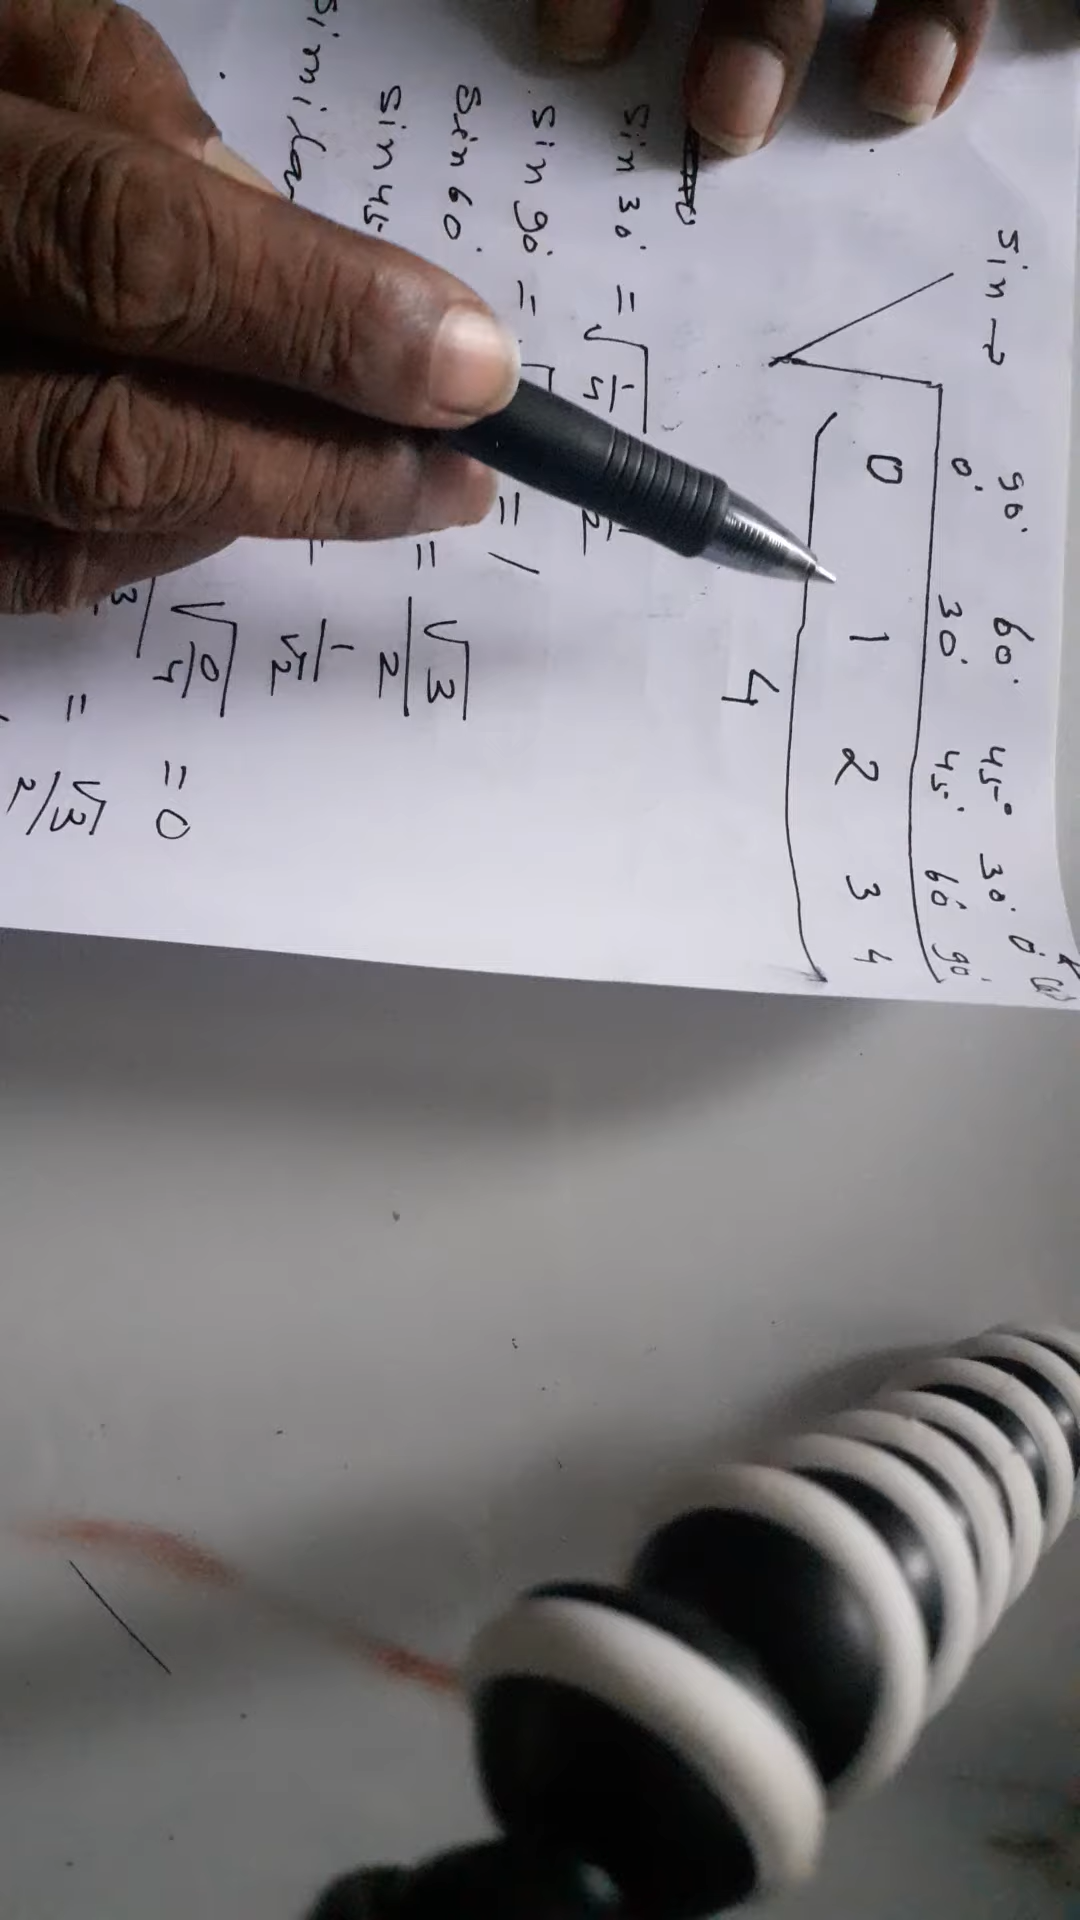 90° 60° 45° 30° 0°
Sin → 0° 30° 45° 60° 90°
0 1 2 3 4
4
Sin 30° = √1/4
Sin 90° = = 1
Sin 60° = √3/2
Sin 45° 1/√2
√0/4 = 0
= √3/2